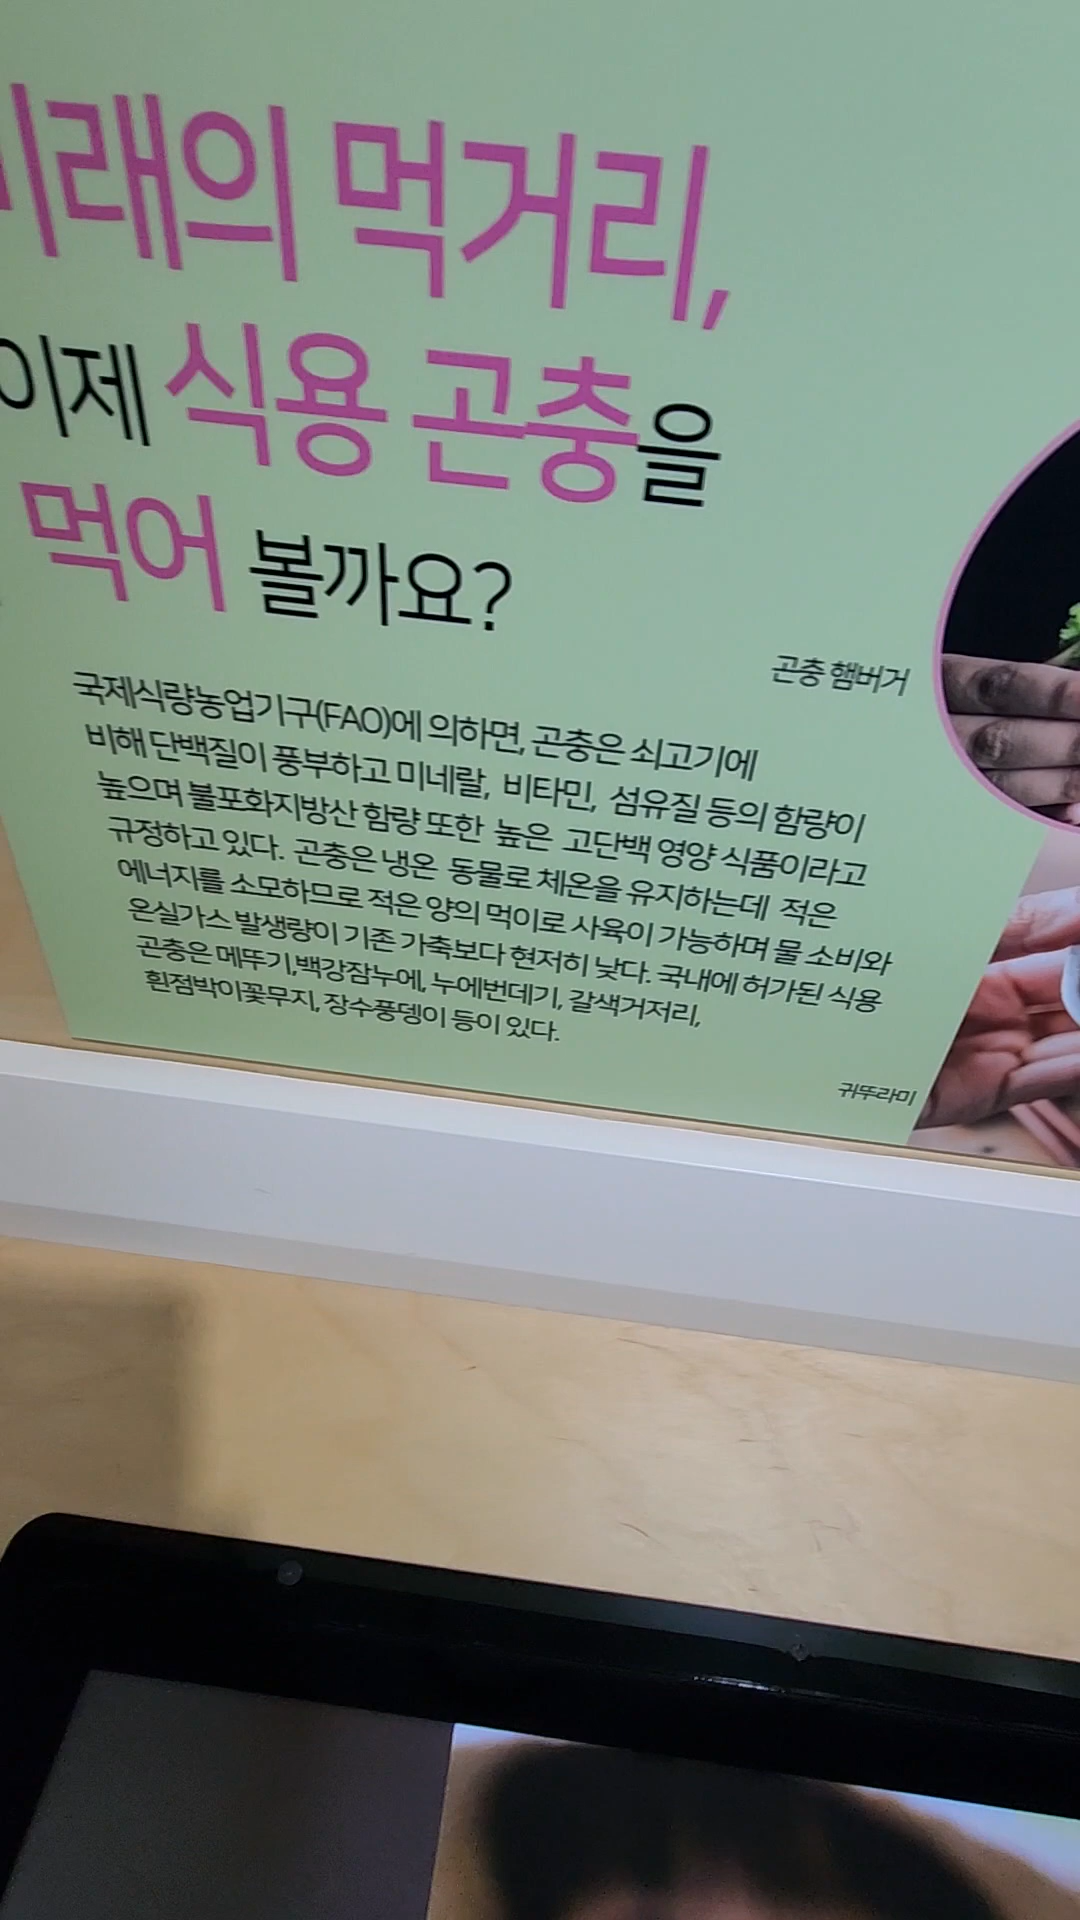 미래의 먹거리,
이제 식용 곤충을
먹어 볼까요?
곤충 햄버거
국제식량농업기구(FAO)에 의하면, 곤충은 쇠고기에
비해 단백질이 풍부하고 미네랄, 비타민, 섬유질 등의 함량이
높으며 불포화지방산 함량 또한 높은 고단백 영양 식품이라고
규정하고 있다. 곤충은 냉온 동물로 체온을 유지하는데 적은
에너지를 소모하므로 적은 양의 먹이로 사육이 가능하며 물 소비와
온실가스 발생량이 기존 가축보다 현저히 낮다. 국내에 허가된 식용
곤충은 메뚜기,백강잠누에, 누에번데기, 갈색거저리,
흰점박이꽃무지, 장수풍뎅이 등이 있다.
귀뚜라미